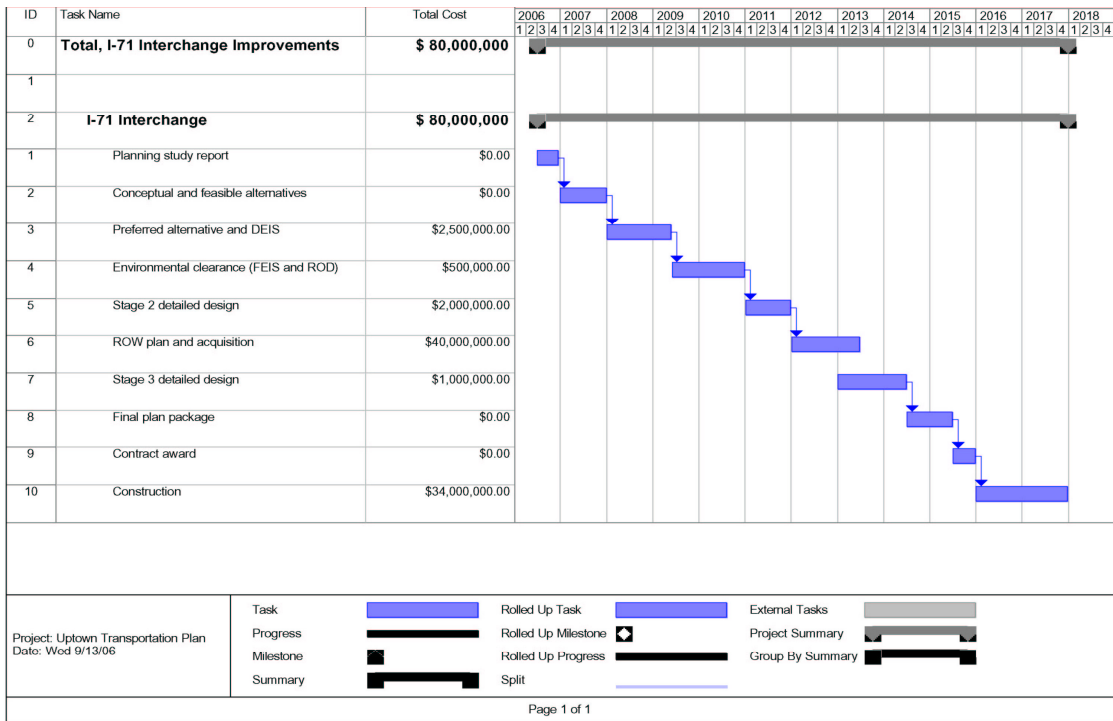 ID Task Name Total Cost 2006 2007 2008 2009 2010 2011 2012 2013 2014 2015 2016 2017 2018
1 2 3 4 1 2 3 4 1 2 3 4 1 2 3 4 1 2 3 4 1 2 3 4 1 2 3 4 1 2 3 4 1 2 3 4 1 2 3 4 1 2 3 4 1 2 3 4 1 2 3 4
0 Total, I-71 Interchange Improvements $ 80,000,000
1
2 I-71 Interchange $ 80,000,000
1 Planning study report $0.00
2 Conceptual and feasible alternatives $0.00
3 Preferred alternative and DEIS $2,500,000.00
4 Environmental clearance (FEIS and ROD) $500,000.00
5 Stage 2 detailed design $2,000,000.00
6 ROW plan and acquisition $40,000,000.00
7 Stage 3 detailed design $1,000,000.00
8 Final plan package $0.00
9 Contract award $0.00
10 Construction $34,000,000.00
Project: Uptown Transportation Plan
Date: Wed 9/13/06
Task Rolled Up Task External Tasks
Progress Rolled Up Milestone Project Summary
Milestone Rolled Up Progress Group By Summary
Summary Split
Page 1 of 1